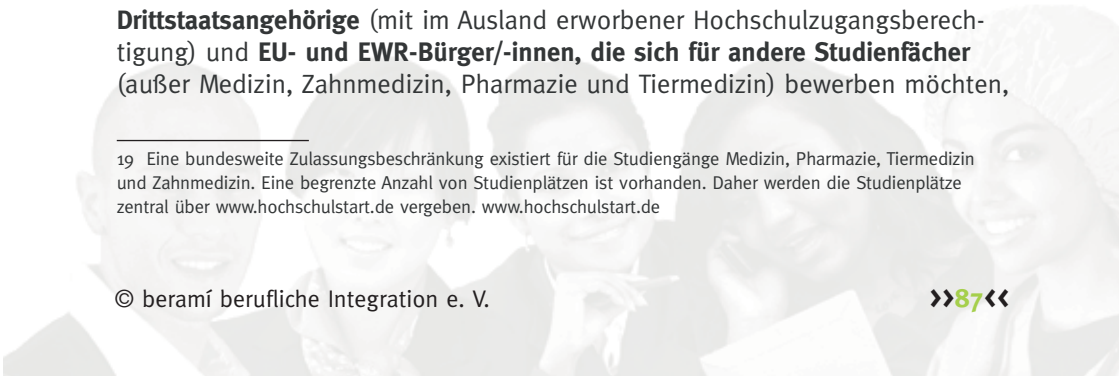 Drittstaatsangehörige (mit im Ausland erworbener Hochschulzugangsberech-
tigung) und EU- und EWR-Bürger/-innen, die sich für andere Studienfächer
(außer Medizin, Zahnmedizin, Pharmazie und Tiermedizin) bewerben möchten,
19 Eine bundesweite Zulassungsbeschränkung existiert für die Studiengänge Medizin, Pharmazie, Tiermedizin
und Zahnmedizin. Eine begrenzte Anzahl von Studienplätzen ist vorhanden. Daher werden die Studienplätze
zentral über www.hochschulstart.de vergeben. www.hochschulstart.de
© beramí berufliche Integration e. V. >>87<<